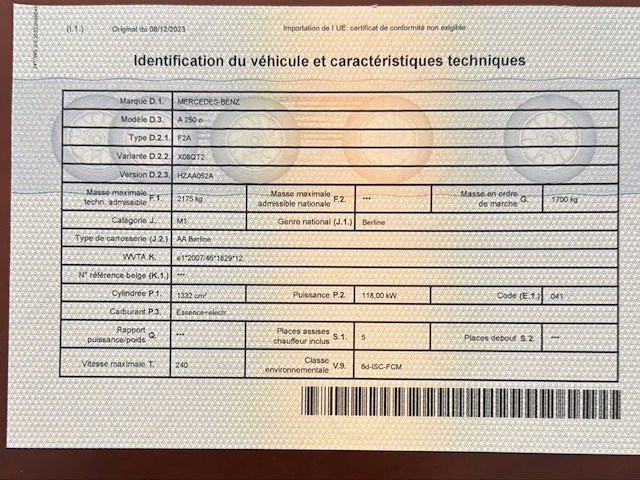 (I.1.) Original du 08/12/2023 Importation de l'UE: certificat de conformité non exigible
Identification du véhicule et caractéristiques techniques
Marque D.1. MERCEDES-BENZ
Modèle D.3. A 250 e
Type D.2.1. F2A
Variante D.2.2. X08QT2
Version D.2.3. HZAA052A
Masse maximale techn. admissible F.1. 2175 kg Masse maximale admissible nationale F.2. *** Masse en ordre de marche G. 1700 kg
Catégorie J. M1 Genre national (J.1.) Berline
Type de carrosserie (J.2.) AA Berline
WVTA K. e1*2007/46*1829*12
N° référence belge (K.1.) ***
Cylindrée P.1. 1332 cm³ Puissance P.2. 118,00 kW Code (E.1.) 041
Carburant P.3. Essence+électr.
Rapport puissance/poids Q. *** Places assises chauffeur inclus S.1. 5 Places debout S.2. ***
Vitesse maximale T. 240 Classe environnementale V.9. 6d-ISC-FCM